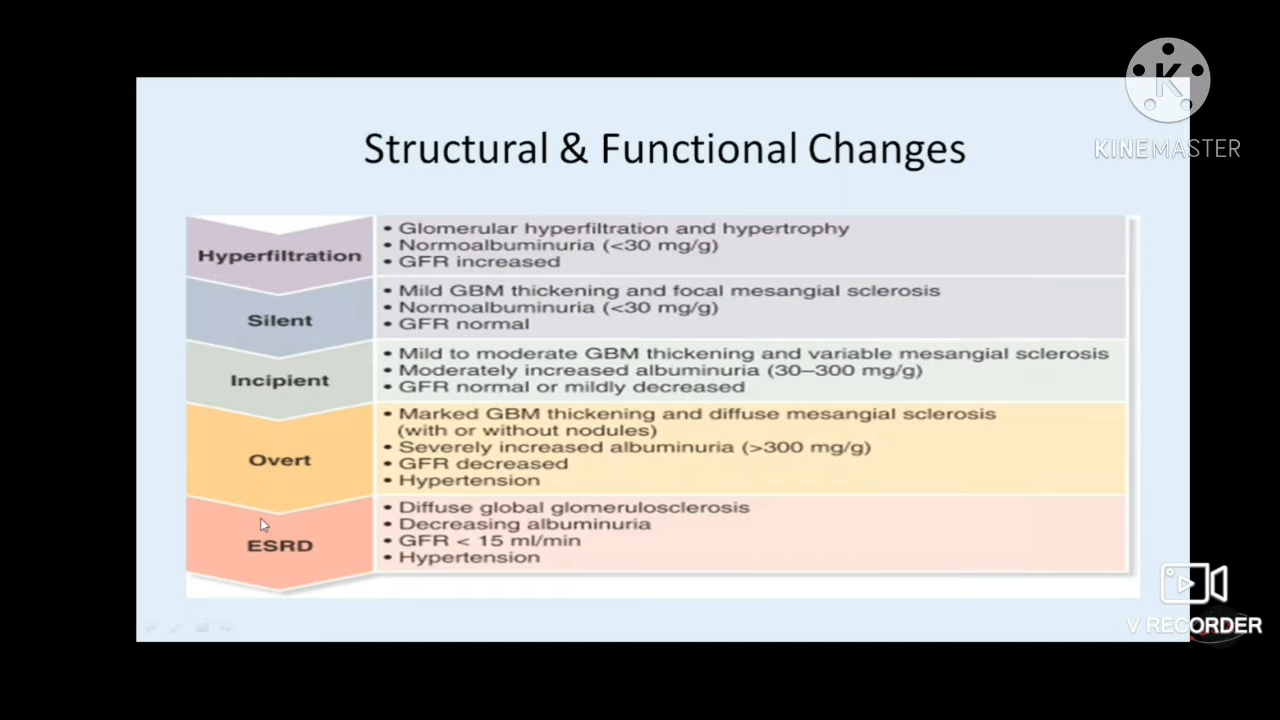 K
KINEMASTER
Structural & Functional Changes
Hyperfiltration
• Glomerular hyperfiltration and hypertrophy
• Normoalbuminuria (<30 mg/g)
• GFR increased
Silent
• Mild GBM thickening and focal mesangial sclerosis
• Normoalbuminuria (<30 mg/g)
• GFR normal
Incipient
• Mild to moderate GBM thickening and variable mesangial sclerosis
• Moderately increased albuminuria (30–300 mg/g)
• GFR normal or mildly decreased
Overt
• Marked GBM thickening and diffuse mesangial sclerosis
(with or without nodules)
• Severely increased albuminuria (>300 mg/g)
• GFR decreased
• Hypertension
ESRD
• Diffuse global glomerulosclerosis
• Decreasing albuminuria
• GFR < 15 ml/min
• Hypertension
V RECORDER